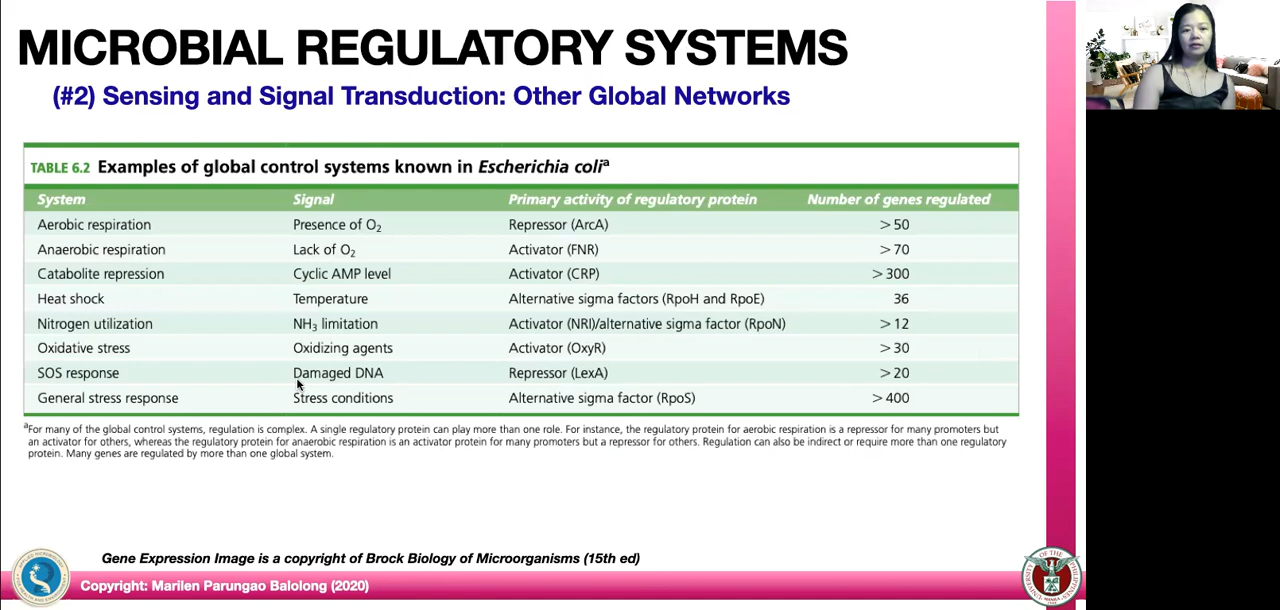 MICROBIAL REGULATORY SYSTEMS
(#2) Sensing and Signal Transduction: Other Global Networks
TABLE 6.2 Examples of global control systems known in Escherichia coliᵃ
System Signal Primary activity of regulatory protein Number of genes regulated
Aerobic respiration Presence of O₂ Repressor (ArcA) >50
Anaerobic respiration Lack of O₂ Activator (FNR) >70
Catabolite repression Cyclic AMP level Activator (CRP) >300
Heat shock Temperature Alternative sigma factors (RpoH and RpoE) 36
Nitrogen utilization NH₃ limitation Activator (NRI)/alternative sigma factor (RpoN) >12
Oxidative stress Oxidizing agents Activator (OxyR) >30
SOS response Damaged DNA Repressor (LexA) >20
General stress response Stress conditions Alternative sigma factor (RpoS) >400
ᵃFor many of the global control systems, regulation is complex. A single regulatory protein can play more than one role. For instance, the regulatory protein for aerobic respiration is a repressor for many promoters but
an activator for others, whereas the regulatory protein for anaerobic respiration is an activator protein for many promoters but a repressor for others. Regulation can also be indirect or require more than one regulatory
protein. Many genes are regulated by more than one global system.
Gene Expression Image is a copyright of Brock Biology of Microorganisms (15th ed)
Copyright: Marilen Parungao Balolong (2020)